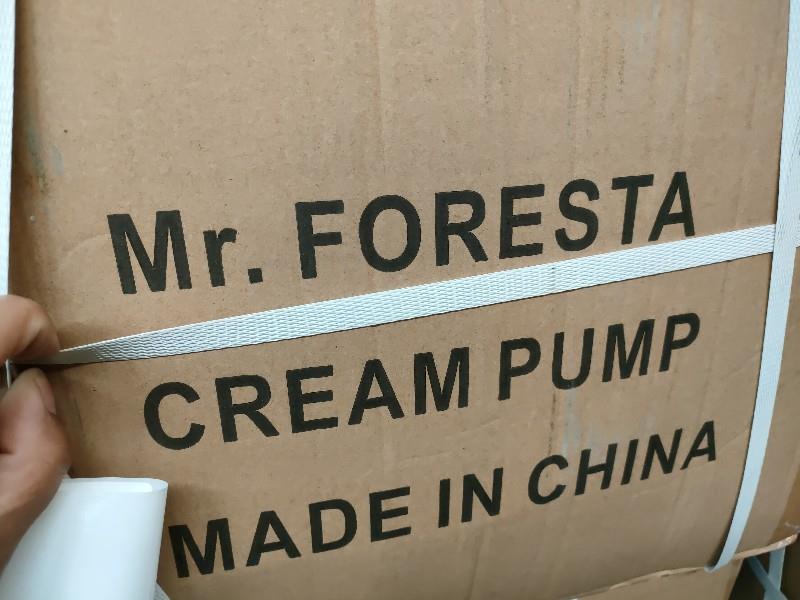 Mr. FORESTA
CREAM PUMP
MADE IN CHINA